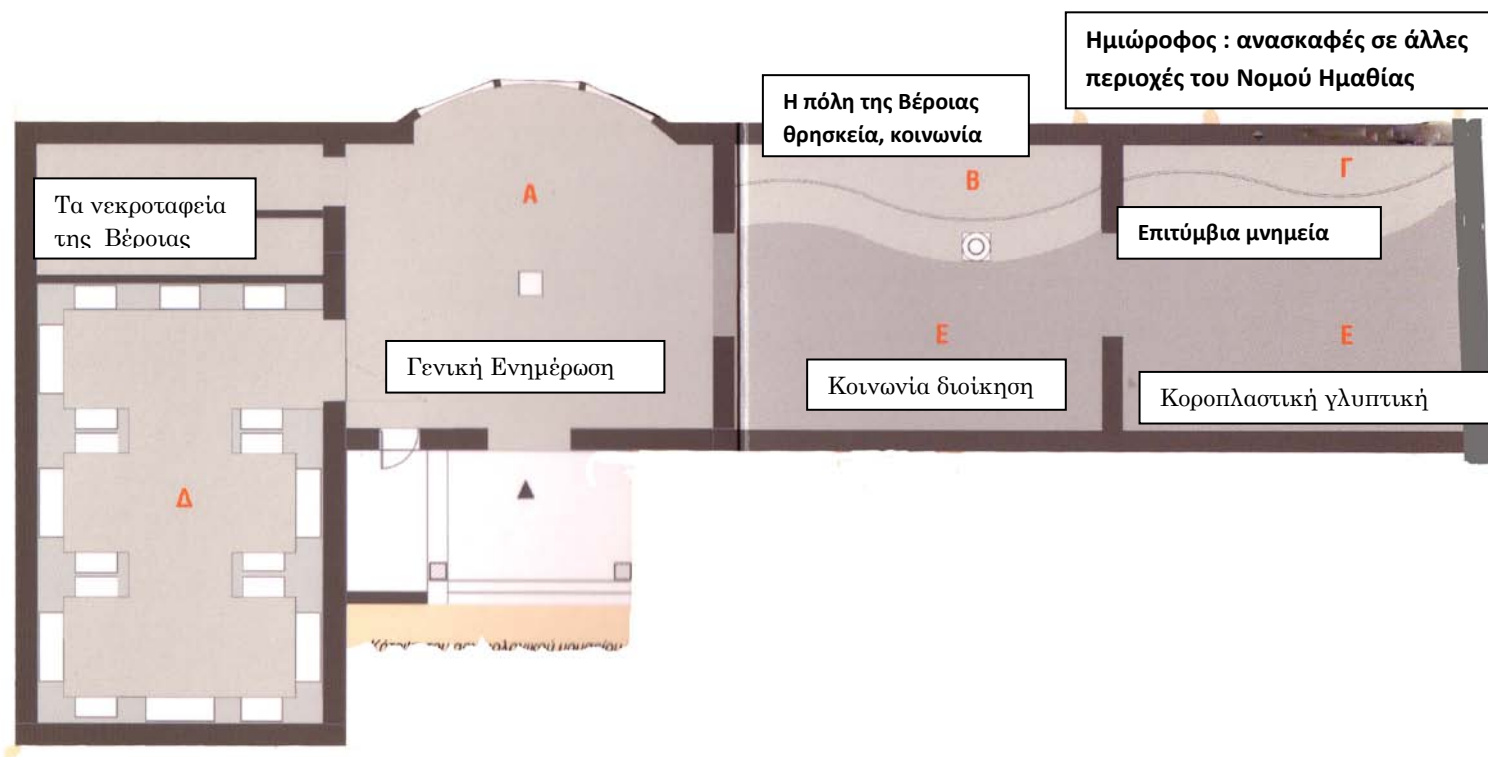 Ημιώροφος : ανασκαφές σε άλλες
περιοχές του Νομού Ημαθίας
Η πόλη της Βέροιας
θρησκεία, κοινωνία
Α
Β
Γ
Τα νεκροταφεία
της Βέροιας
Επιτύμβια μνημεία
Ε
Ε
Γενική Ενημέρωση
Κοινωνία διοίκηση
Κοροπλαστική γλυπτική
Δ